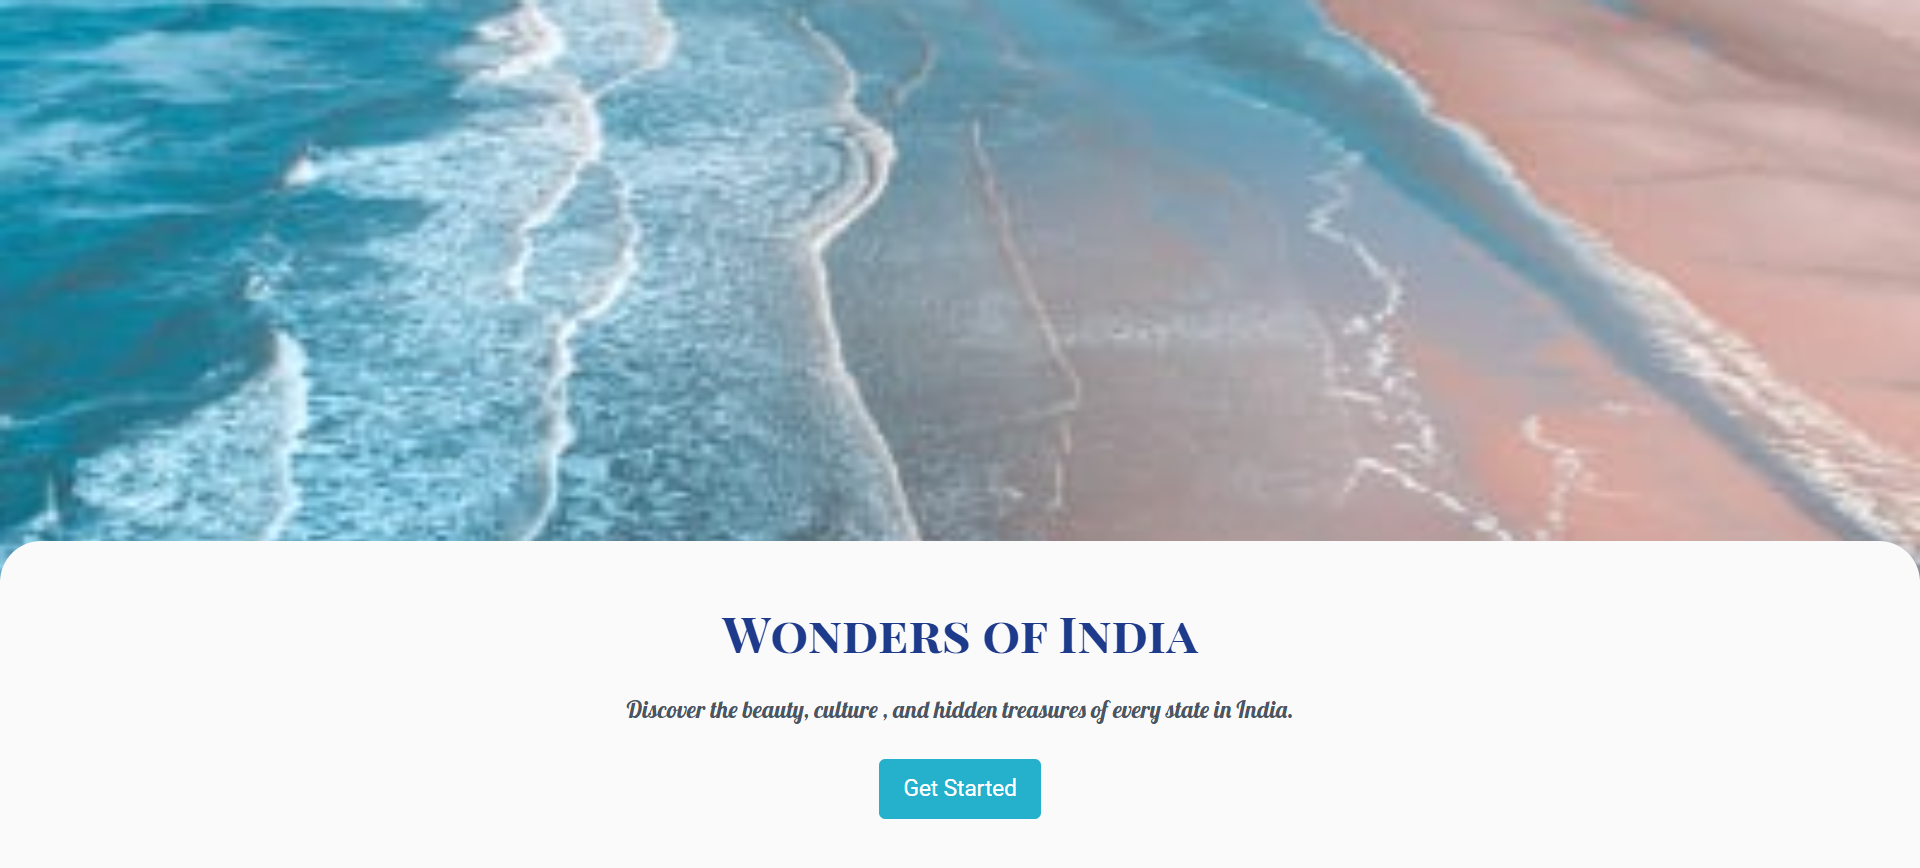 Wonders of India
Discover the beauty, culture , and hidden treasures of every state in India.
Get Started